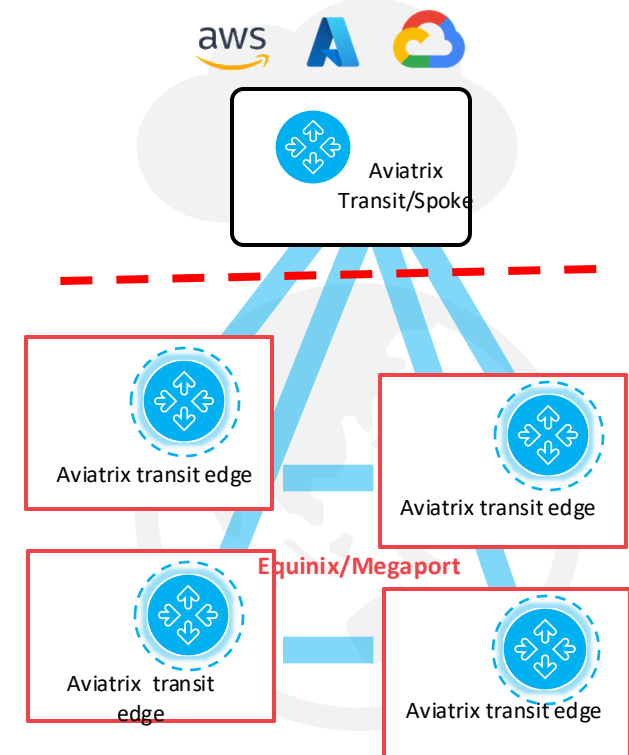 aws
Aviatrix
Transit/Spoke
Aviatrix transit edge
Aviatrix transit edge
Equinix/Megaport
Aviatrix transit
edge
Aviatrix transit edge